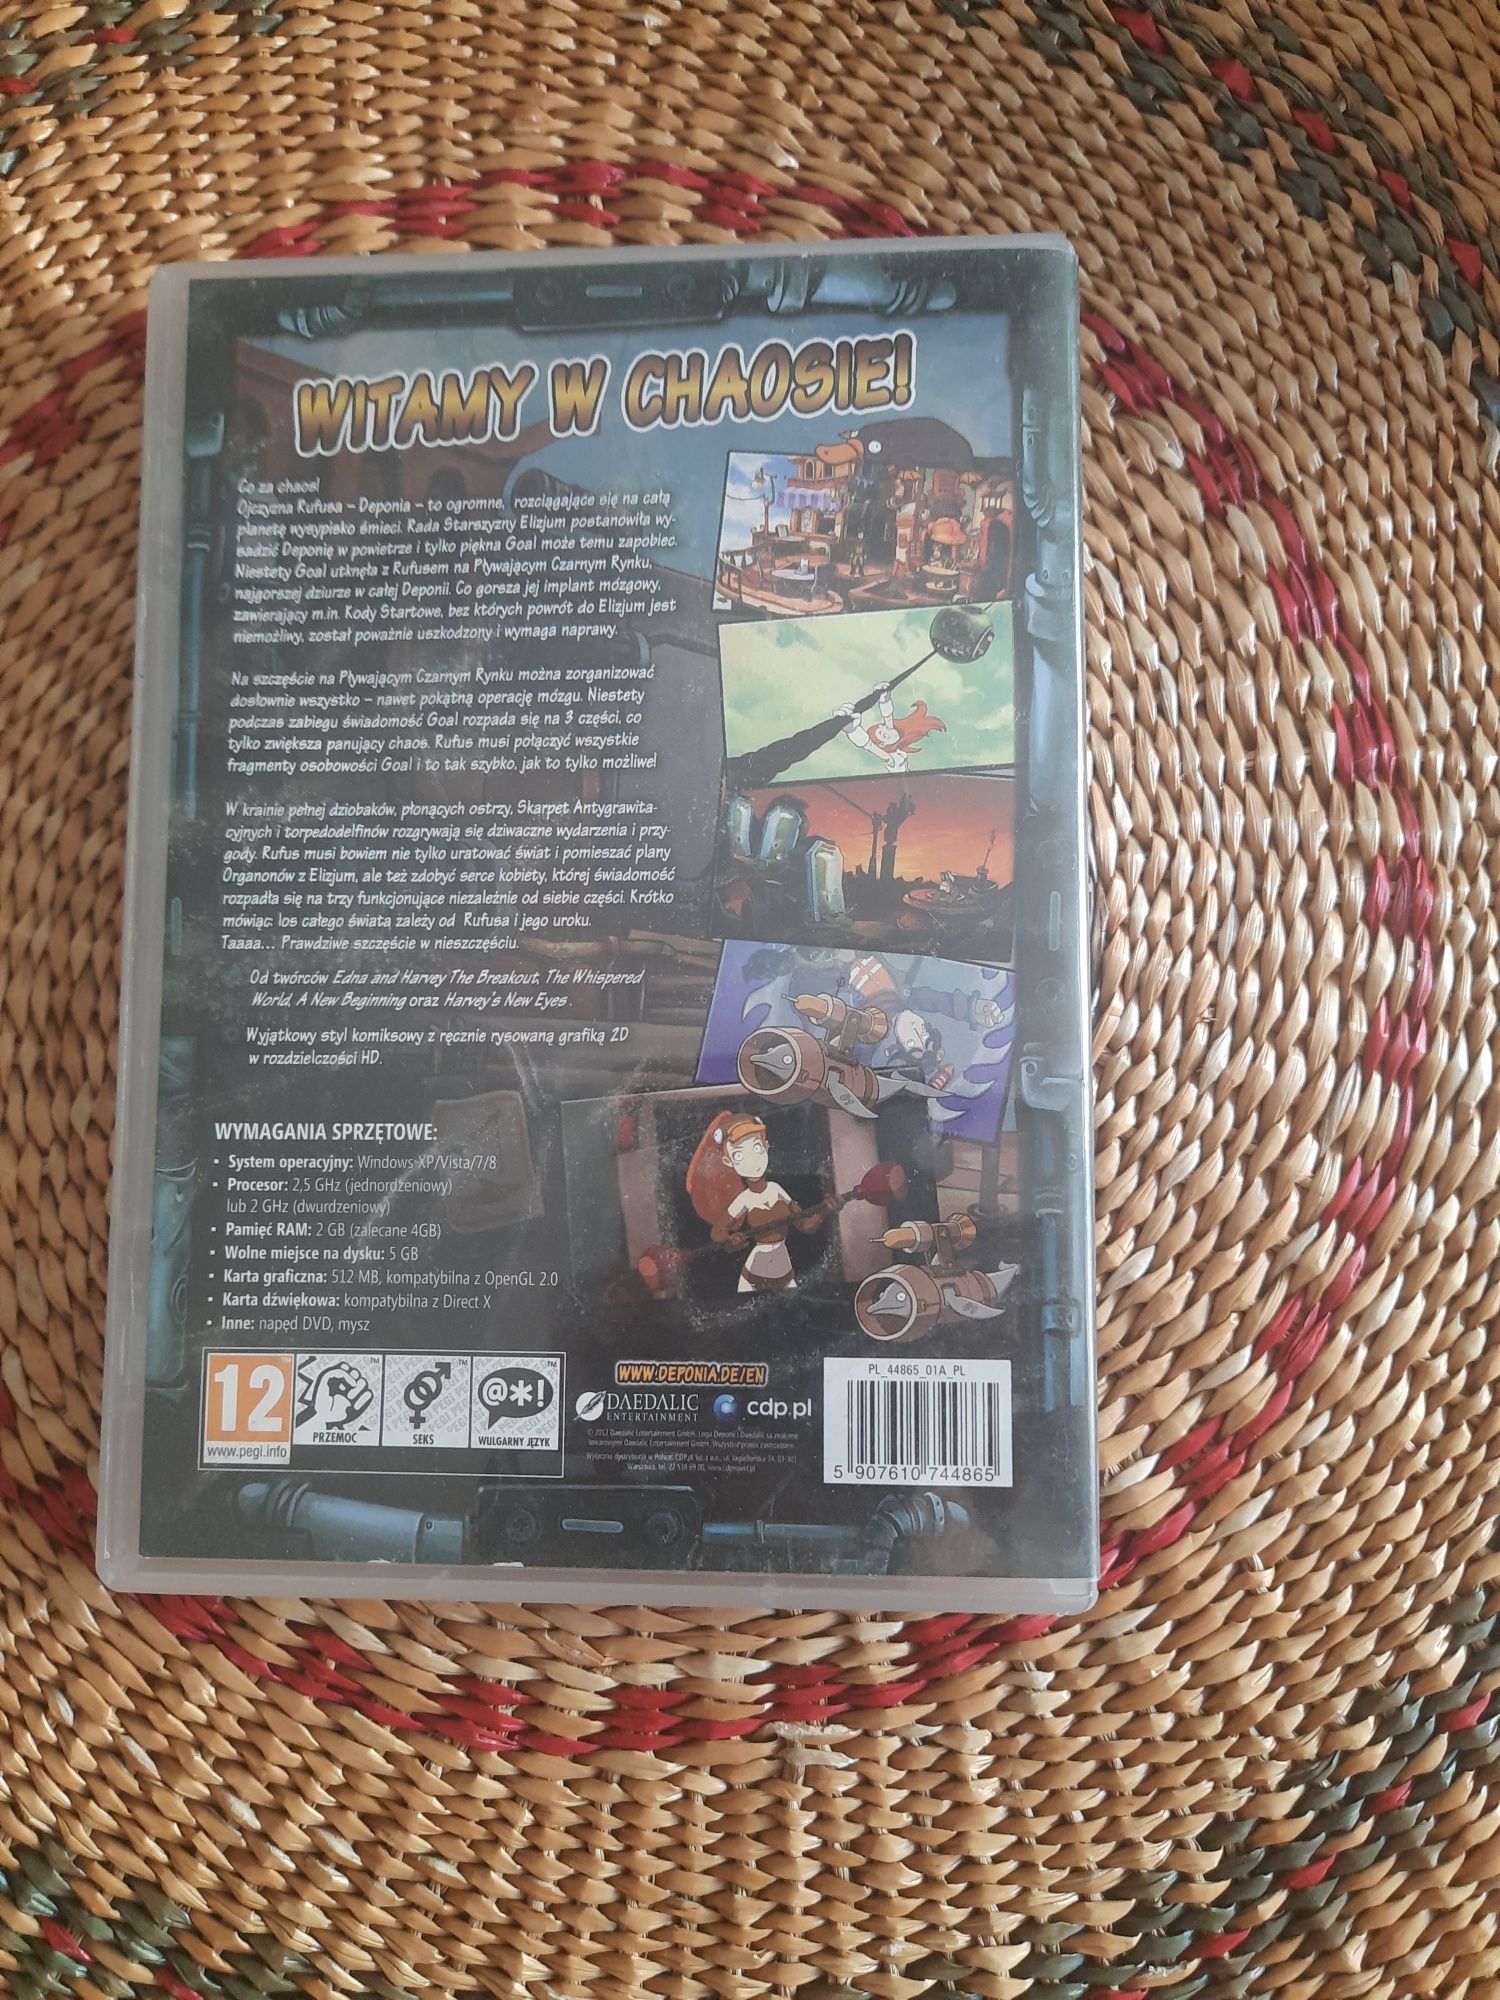 WITAMY W CHAOSIE!
Co za chaos!
Ojczyzna Rufusa – Deponia – to ogromne, rozciągające się na całą
planetę wysypisko śmieci. Rada Starszyzny Elizjum postanowiła wy-
sadzić Deponię w powietrze i tylko piękna Goal może temu zapobiec.
Niestety Goal utknęła z Rufusem na Pływającym Czarnym Rynku,
najgorszej dziurze w całej Deponii. Co gorsza jej implant mózgowy,
zawierający m.in. Kody Startowe, bez których powrót do Elizjum jest
niemożliwy, został poważnie uszkodzony i wymaga naprawy.
Na szczęście na Pływającym Czarnym Rynku można zorganizować
dosłownie wszystko – nawet pokątną operację mózgu. Niestety
podczas zabiegu świadomość Goal rozpada się na 3 części, co
tylko zwiększa panujący chaos. Rufus musi połączyć wszystkie
fragmenty osobowości Goal i to tak szybko, jak to tylko możliwe!
W krainie pełnej dziobaków, płonących ostrzy, Skarpet Antygrawita-
cyjnych i torpedodelfinów rozgrywają się dziwaczne wydarzenia i przy-
gody. Rufus musi bowiem nie tylko uratować świat i pomieszać plany
Organonów z Elizjum, ale też zdobyć serce kobiety, której świadomość
rozpadła się na trzy funkcjonujące niezależnie od siebie części. Krótko
mówiąc: los całego świata zależy od Rufusa i jego uroku.
Taaaa... Prawdziwe szczęście w nieszczęściu.
Od twórców Edna and Harvey The Breakout, The Whispered
World, A New Beginning oraz Harvey's New Eyes.
Wyjątkowy styl komiksowy z ręcznie rysowaną grafiką 2D
w rozdzielczości HD.
WYMAGANIA SPRZĘTOWE:
▪ System operacyjny: Windows XP/Vista/7/8
▪ Procesor: 2,5 GHz (jednordzeniowy)
lub 2 GHz (dwurdzeniowy)
▪ Pamięć RAM: 2 GB (zalecane 4GB)
▪ Wolne miejsce na dysku: 5 GB
▪ Karta graficzna: 512 MB, kompatybilna z OpenGL 2.0
▪ Karta dźwiękowa: kompatybilna z Direct X
▪ Inne: napęd DVD, mysz
12
www.pegi.info
PRZEMOC
SEKS
@*!
WULGARNY JĘZYK
WWW.DEPONIA.DE/EN
DAEDALIC
ENTERTAINMENT
cdp.pl
PL_44865_01A_PL
5 907610 744865